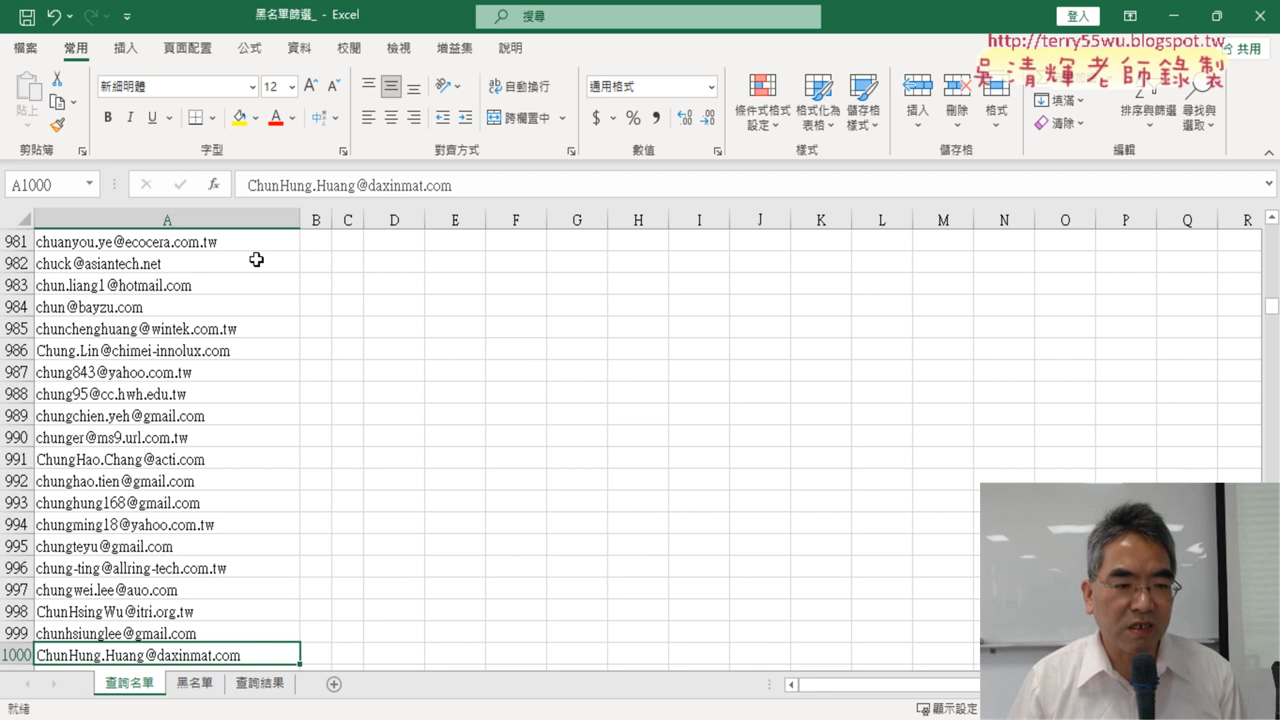 黑名單篩選_ - Excel
搜尋
登入
檔案 常用 插入 頁面配置 公式 資料 校閱 檢視 增益集 說明
http://terry55wu.blogspot.tw
共用
吳清輝老師錄製
貼上
新細明體 12
自動換行
通用格式
條件式格式設定
格式化為表格
儲存格樣式
插入
刪除
格式
填滿
排序與篩選
尋找與選取
B I U
中
跨欄置中
$ % ,
清除
剪貼簿 字型 對齊方式 數值 樣式 儲存格 編輯
A1000 fx ChunHung.Huang@daxinmat.com
A B C D E F G H I J K L M N O P Q R
981 chuanyou.ye@ecocera.com.tw
982 chuck@asiantech.net
983 chun.liang1@hotmail.com
984 chun@bayzu.com
985 chunchenghuang@wintek.com.tw
986 Chung.Lin@chimei-innolux.com
987 chung843@yahoo.com.tw
988 chung95@cc.hwh.edu.tw
989 chungchien.yeh@gmail.com
990 chunger@ms9.url.com.tw
991 ChungHao.Chang@acti.com
992 chunghao.tien@gmail.com
993 chunghung168@gmail.com
994 chungming18@yahoo.com.tw
995 chungteyu@gmail.com
996 chung-ting@allring-tech.com.tw
997 chungwei.lee@auo.com
998 ChunHsingWu@itri.org.tw
999 chunhsiunglee@gmail.com
1000 ChunHung.Huang@daxinmat.com
查詢名單 黑名單 查詢結果
就緒
顯示設定